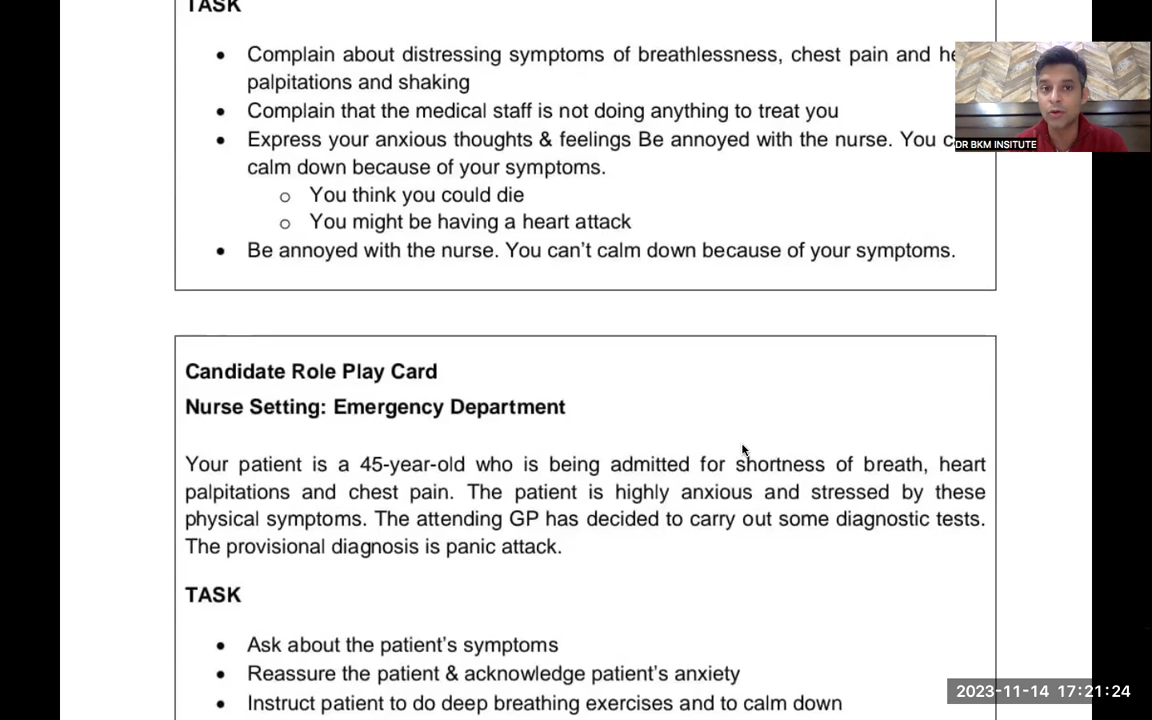 TASK
• Complain about distressing symptoms of breathlessness, chest pain and he
palpitations and shaking
• Complain that the medical staff is not doing anything to treat you
• Express your anxious thoughts & feelings Be annoyed with the nurse. You c
calm down because of your symptoms.
o You think you could die
o You might be having a heart attack
• Be annoyed with the nurse. You can't calm down because of your symptoms.
DR BKM INSITUTE
Candidate Role Play Card
Nurse Setting: Emergency Department
Your patient is a 45-year-old who is being admitted for shortness of breath, heart
palpitations and chest pain. The patient is highly anxious and stressed by these
physical symptoms. The attending GP has decided to carry out some diagnostic tests.
The provisional diagnosis is panic attack.
TASK
• Ask about the patient's symptoms
• Reassure the patient & acknowledge patient's anxiety
• Instruct patient to do deep breathing exercises and to calm down
2023-11-14 17:21:24